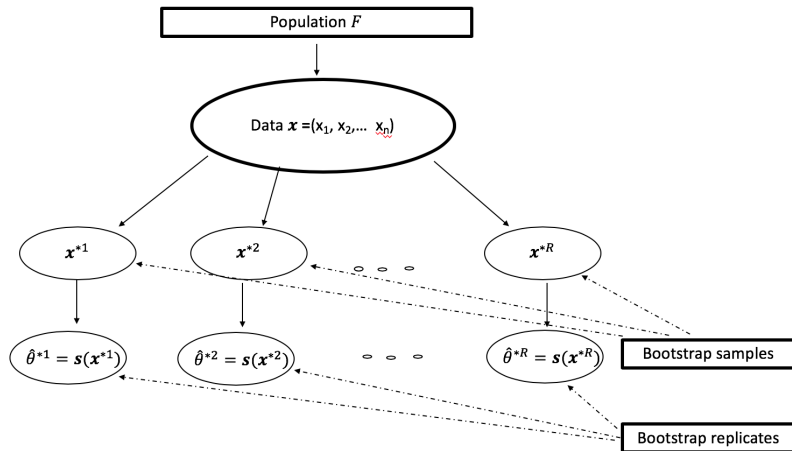 Population F
Data x =(x₁, x₂,… xₙ)
x*¹ x*² x*ᴿ
θ̂*¹ = s(x*¹) θ̂*² = s(x*²) θ̂*ᴿ = s(x*ᴿ)
Bootstrap samples
Bootstrap replicates